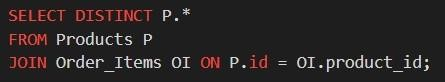 SELECT DISTINCT P.*
FROM Products P
JOIN Order_Items OI ON P.id = OI.product_id;